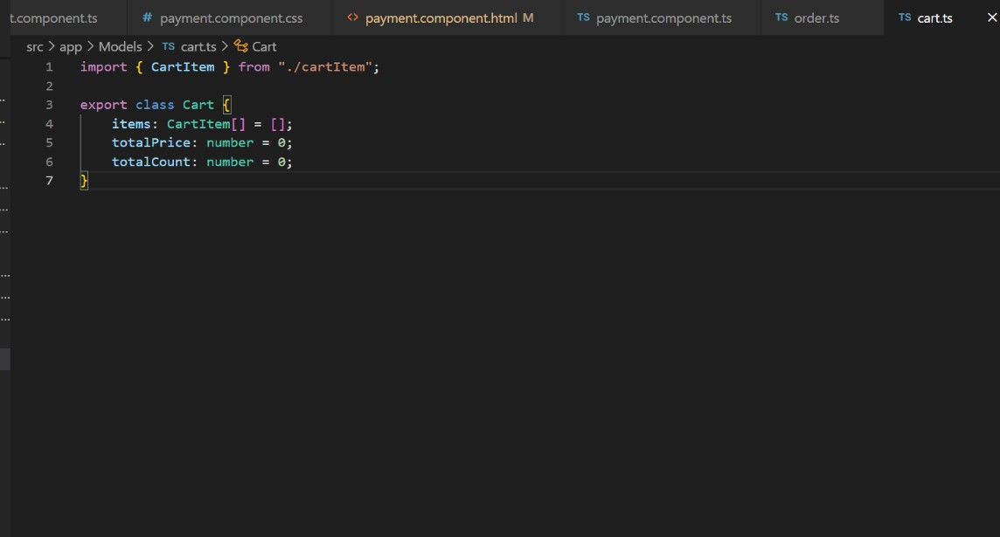 t.component.ts # payment.component.css <> payment.component.html M TS payment.component.ts TS order.ts TS cart.ts ×
src > app > Models > TS cart.ts > Cart
1 import { CartItem } from "./cartItem";
2
3 export class Cart {
4 items: CartItem[] = [];
5 totalPrice: number = 0;
6 totalCount: number = 0;
7 }